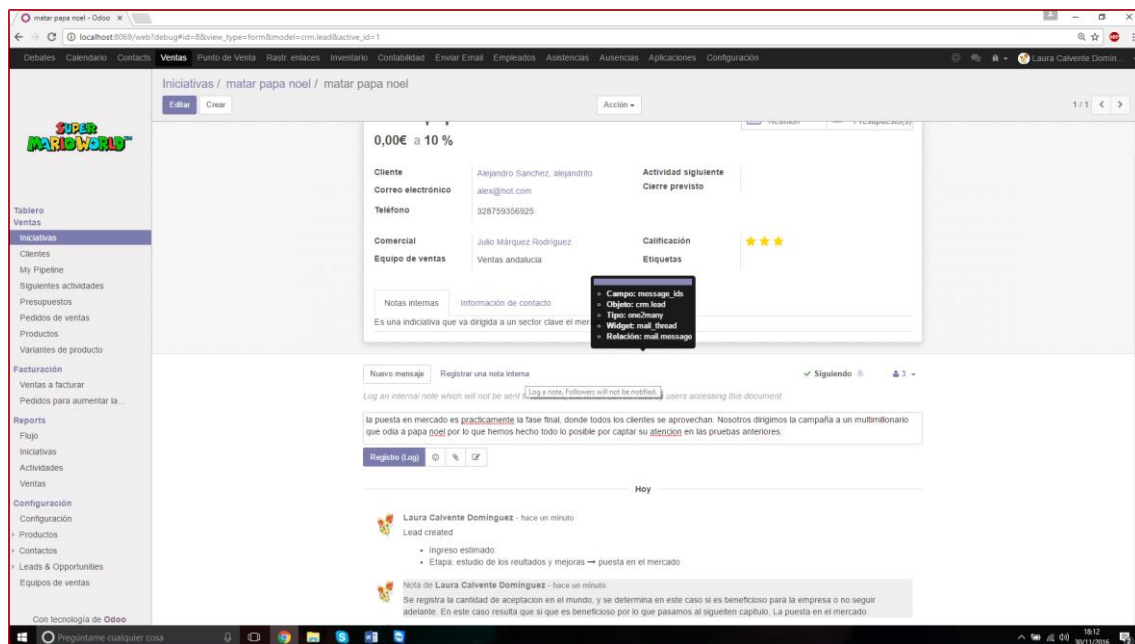 matar papa noel - Odoo
localhost:8069/web?debug#id=8&view_type=form&model=crm.lead&active_id=1
Debates Calendario Contacts Ventas Punto de Venta Rastr. enlaces Inventario Contabilidad Enviar Email Empleados Asistencias Ausencias Aplicaciones Configuración Laura Calvente Domin...
Iniciativas / matar papa noel / matar papa noel
Editar Crear Acción 1 / 1
SUPER
MARIO WORLD
0,00€ a 10 %
Cliente Alejandro Sanchez, alejandrito Actividad sigiuiente
Correo electrónico alex@hot.com Cierre previsto
Teléfono 328759356925
Comercial Julio Márquez Rodríguez Calificación
Equipo de ventas Ventas andalucia Etiquetas
Tablero
Ventas
Iniciativas
Clientes
My Pipeline
Siguientes actividades
Presupuestos
Pedidos de ventas
Productos
Variantes de producto
Facturación
Ventas a facturar
Pedidos para aumentar la...
Reports
Flujo
Iniciativas
Actividades
Ventas
Configuración
Configuración
Productos
Contactos
Leads & Opportunities
Equipos de ventas
Con tecnología de Odoo
Campo: message_ids
Objeto: crm.lead
Tipo: one2many
Widget: mail_thread
Relación: mail.message
Notas internas Información de contacto
Es una indiciativa que va dirigida a un sector clave el
Nuevo mensaje Registrar una nota interna Siguiendo 3
Log a note. Followers will not be notified.
Log an internal note which will not be sent users accessing this document.
la puesta en mercado es practicamente la fase final, donde todos los clientes se aprovechan. Nosotros dirigimos la campaña a un multimillonario
que odia a papa noel por lo que hemos hecho todo lo posible por captar su atencion en las pruebas anteriores.
Registro (Log)
Hoy
Laura Calvente Dominguez - hace un minuto
Lead created
Ingreso estimado:
Etapa: estudio de los reultados y mejoras → puesta en el mercado
Nota de Laura Calvente Dominguez - hace un minuto
Se registra la cantidad de aceptacion en el mundo, y se determina en este caso si es beneficioso para la empresa o no seguir
adelante. En este caso resulta que si que es beneficioso por lo que pasamos al sigueiten capitulo. La puesta en el mercado.
Pregúntame cualquier cosa
18:12
30/11/2016